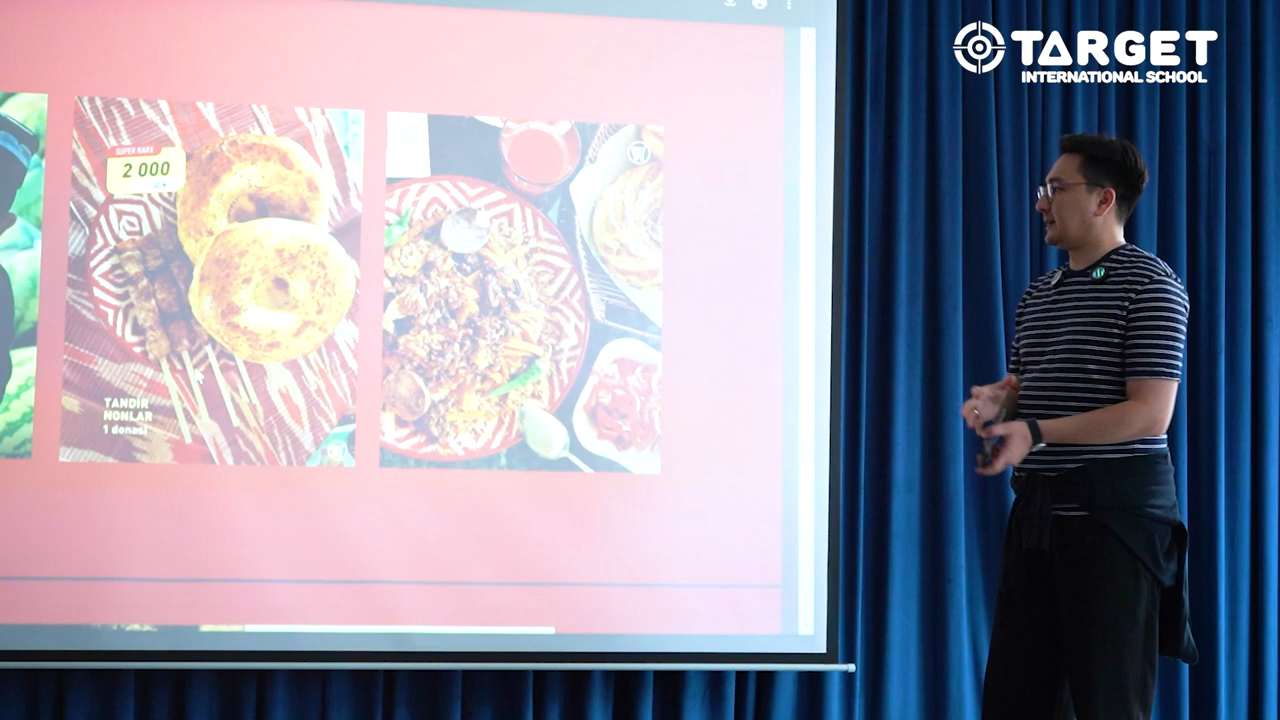 TARGET
INTERNATIONAL SCHOOL
SUPER NARX
2 000
TANDIR
NONLAR
1 donasi